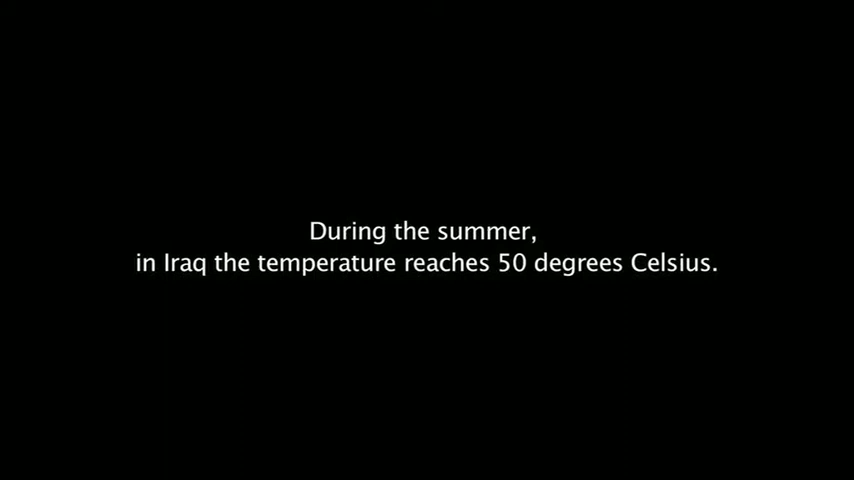 During the summer,
in Iraq the temperature reaches 50 degrees Celsius.